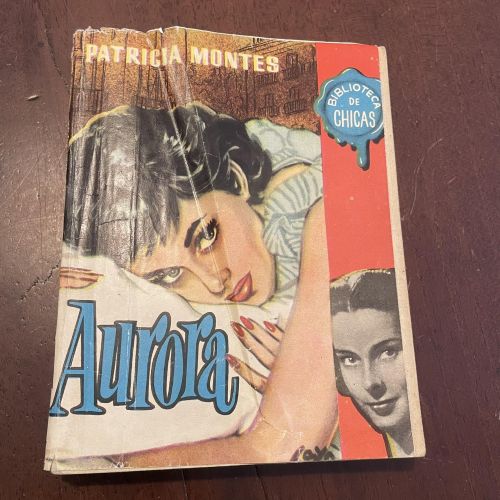 PATRICIA MONTES
BIBLIOTECA
DE
CHICAS
Aurora